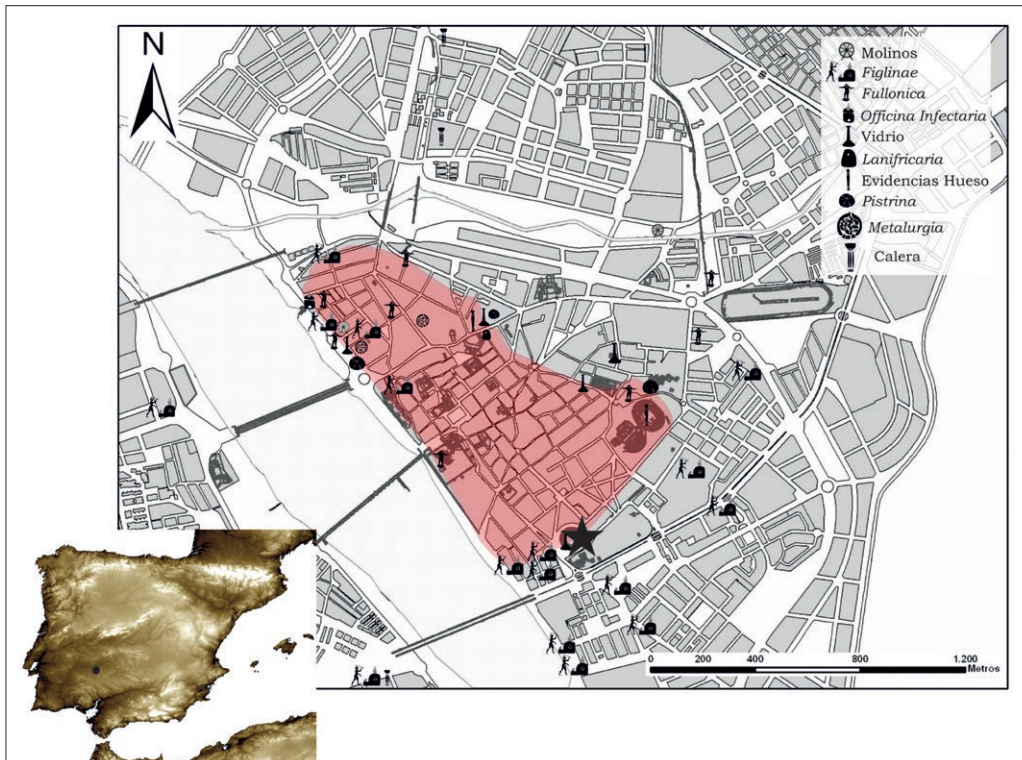 N
Molinos
Figlinae
Fullonica
Officina Infectaria
Vidrio
Lanifricaria
Evidencias Hueso
Pistrina
Metalurgia
Calera
0 200 400 800 1.200
Metros